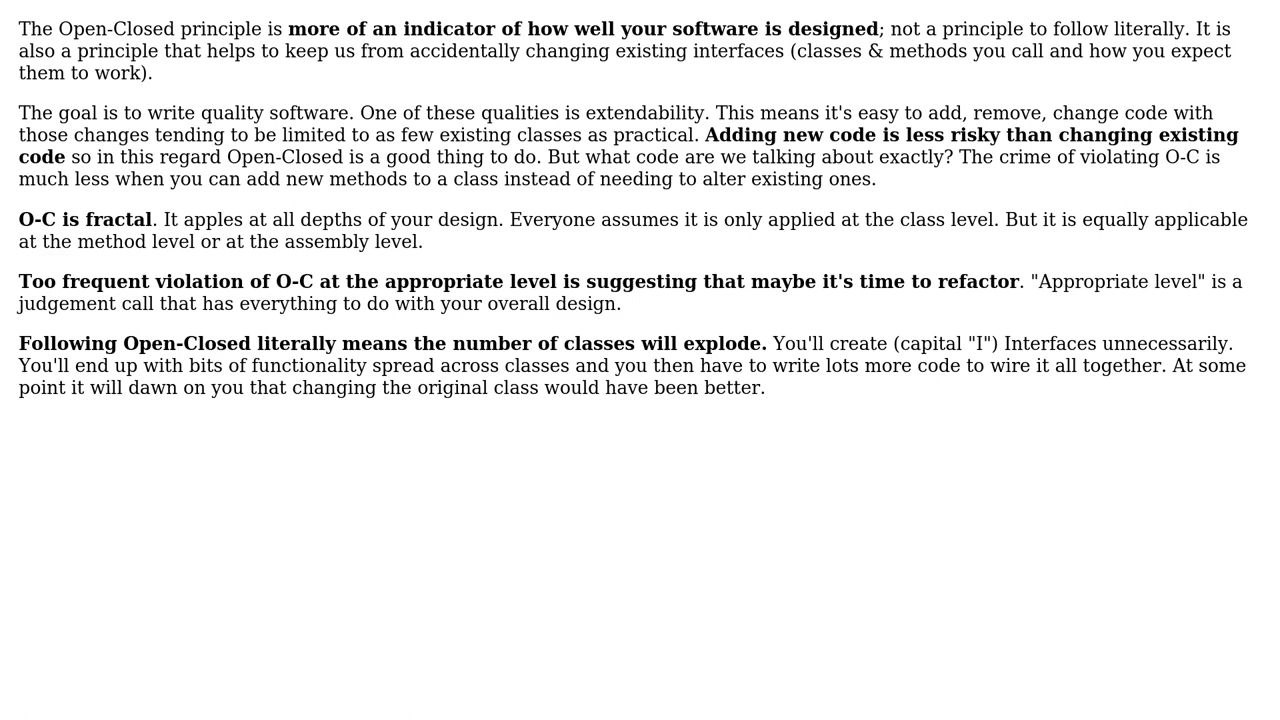 The Open-Closed principle is more of an indicator of how well your software is designed; not a principle to follow literally. It is
also a principle that helps to keep us from accidentally changing existing interfaces (classes & methods you call and how you expect
them to work).
The goal is to write quality software. One of these qualities is extendability. This means it's easy to add, remove, change code with
those changes tending to be limited to as few existing classes as practical. Adding new code is less risky than changing existing
code so in this regard Open-Closed is a good thing to do. But what code are we talking about exactly? The crime of violating O-C is
much less when you can add new methods to a class instead of needing to alter existing ones.
O-C is fractal. It apples at all depths of your design. Everyone assumes it is only applied at the class level. But it is equally applicable
at the method level or at the assembly level.
Too frequent violation of O-C at the appropriate level is suggesting that maybe it's time to refactor. "Appropriate level" is a
judgement call that has everything to do with your overall design.
Following Open-Closed literally means the number of classes will explode. You'll create (capital "I") Interfaces unnecessarily.
You'll end up with bits of functionality spread across classes and you then have to write lots more code to wire it all together. At some
point it will dawn on you that changing the original class would have been better.